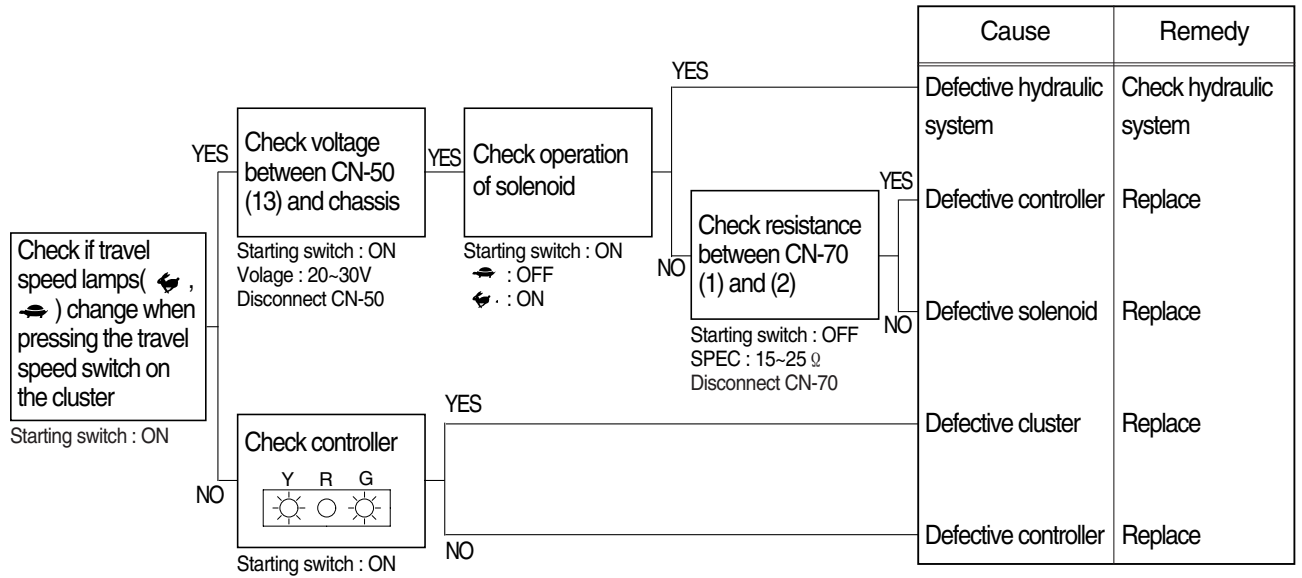 Cause
Remedy
YES
Defective hydraulic
system
Check hydraulic
system
YES
Check voltage
between CN-50
(13) and chassis
Starting switch : ON
Volage : 20~30V
Disconnect CN-50
YES
Check operation
of solenoid
Starting switch : ON
: OFF
: ON
NO
Check resistance
between CN-70
(1) and (2)
Starting switch : OFF
SPEC : 15~25 Ω
Disconnect CN-70
YES
Defective controller
Replace
NO
Defective solenoid
Replace
Check if travel
speed lamps( ,
) change when
pressing the travel
speed switch on
the cluster
Starting switch : ON
NO
Check controller
Y R G
Starting switch : ON
YES
Defective cluster
Replace
NO
Defective controller
Replace